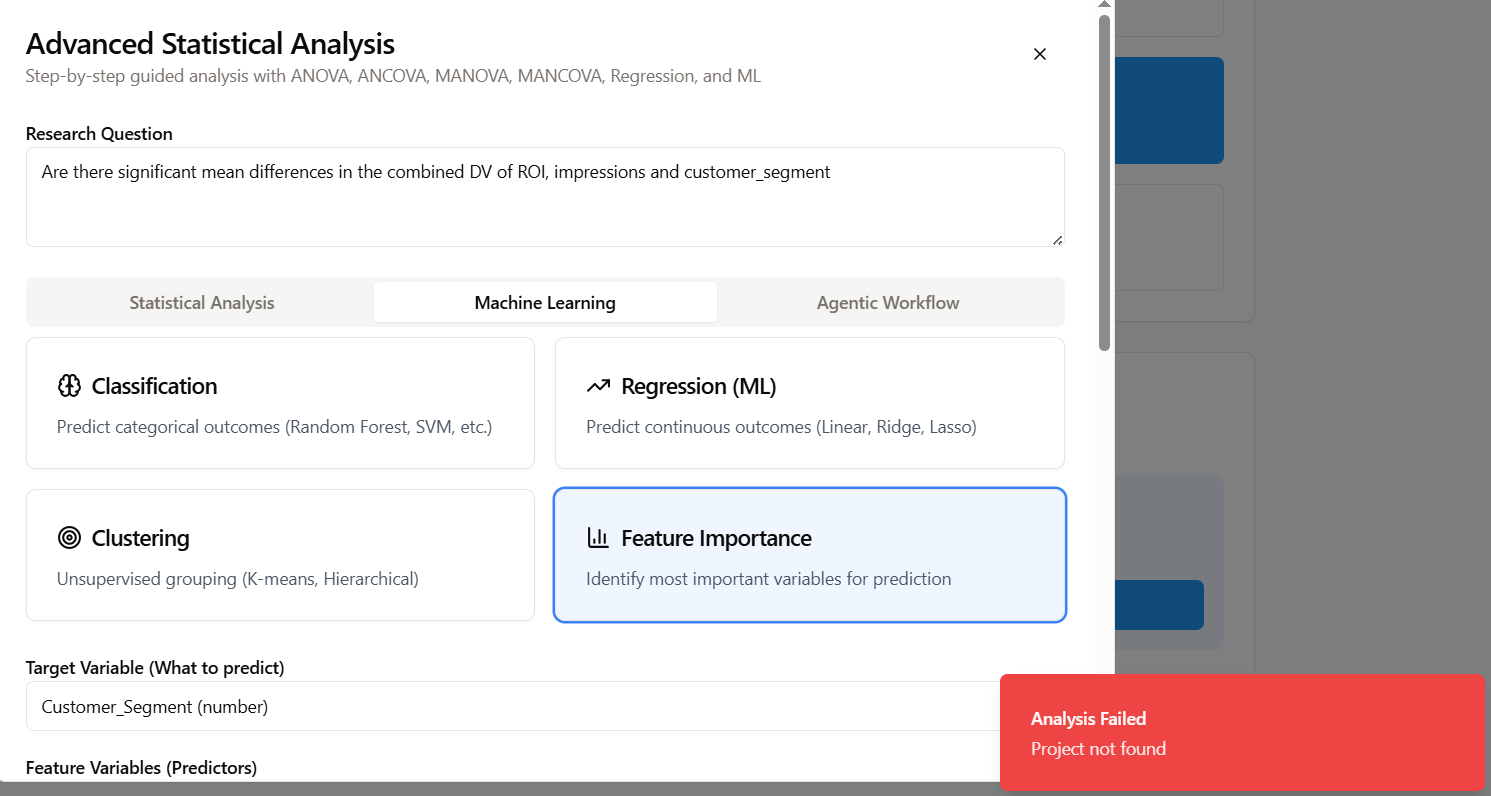 Advanced Statistical Analysis
Step-by-step guided analysis with ANOVA, ANCOVA, MANOVA, MANCOVA, Regression, and ML
Research Question
Are there significant mean differences in the combined DV of ROI, impressions and customer_segment
Statistical Analysis
Machine Learning
Agentic Workflow
Classification
Predict categorical outcomes (Random Forest, SVM, etc.)
Regression (ML)
Predict continuous outcomes (Linear, Ridge, Lasso)
Clustering
Unsupervised grouping (K-means, Hierarchical)
Feature Importance
Identify most important variables for prediction
Target Variable (What to predict)
Customer_Segment (number)
Feature Variables (Predictors)
Analysis Failed
Project not found